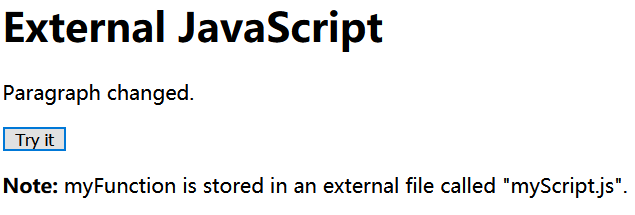 External JavaScript
Paragraph changed.
Try it
Note: myFunction is stored in an external file called "myScript.js".